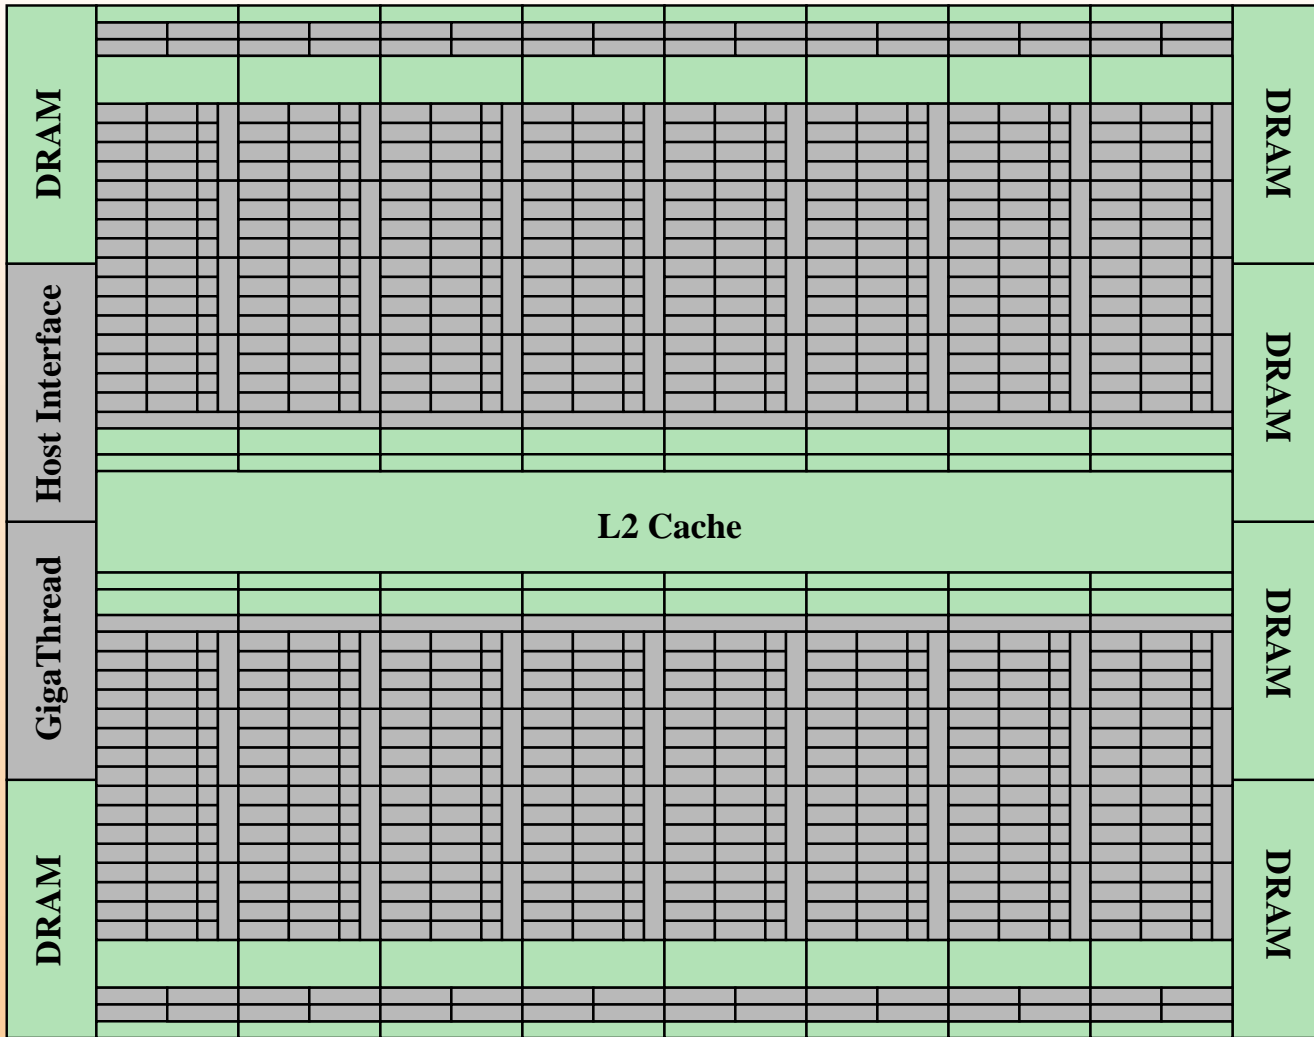 DRAM
Host Interface
GigaThread
DRAM
L2 Cache
DRAM
DRAM
DRAM
DRAM